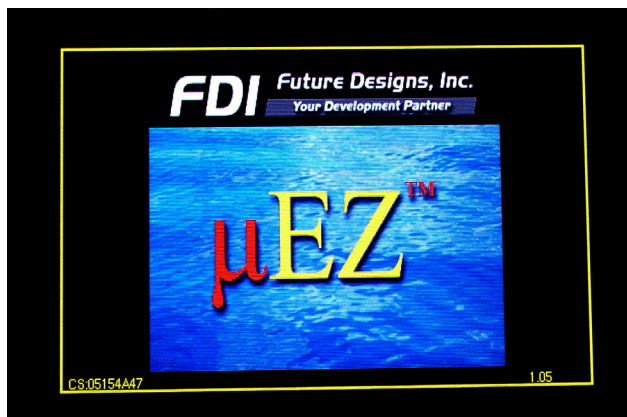 FDI Future Designs, Inc.
Your Development Partner
µEZ™
CS:05154A47 1.05